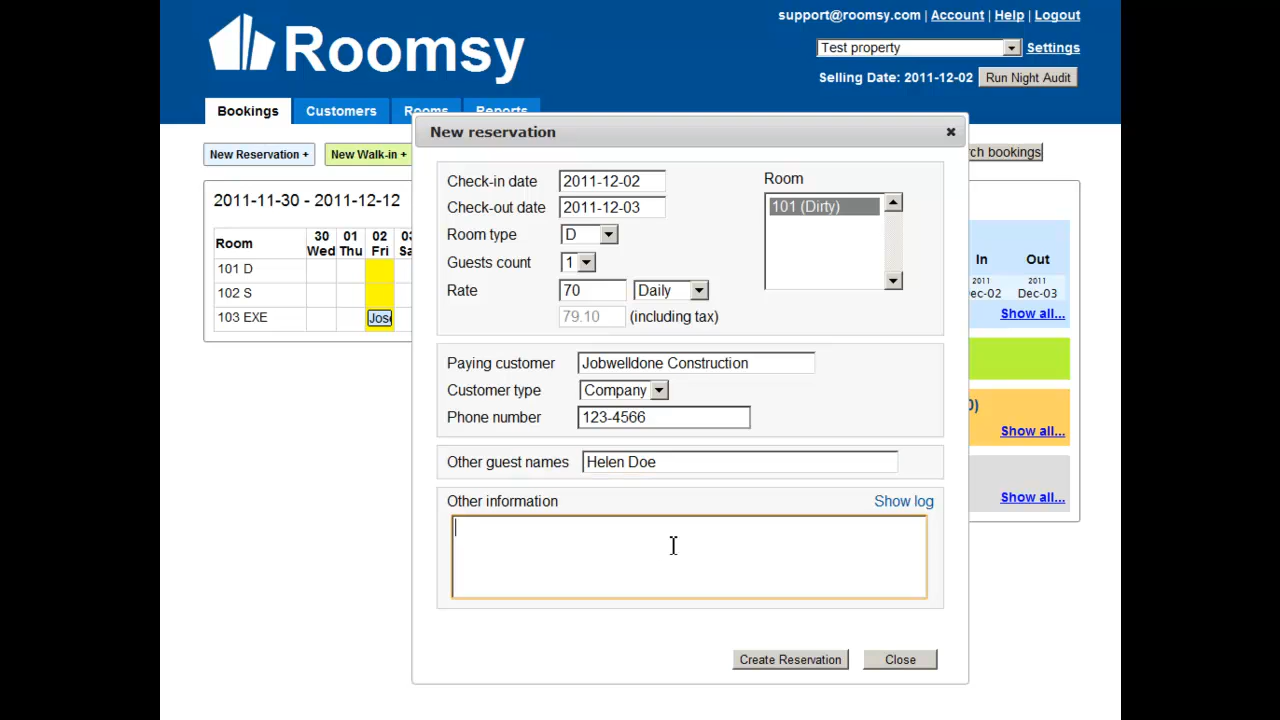 support@roomsy.com | Account | Help | Logout
Roomsy
Test property Settings
Selling Date: 2011-12-02 Run Night Audit
Bookings Customers Rooms Reports
New reservation
New Reservation + New Walk-in +
ch bookings
2011-11-30 - 2011-12-12
Room 30 Wed 01 Thu 02 Fri 03
101 D
102 S
103 EXE
Check-in date 2011-12-02
Check-out date 2011-12-03
Room type D
Guests count 1
Rate 70 Daily
79.10 (including tax)
Room
101 (Dirty)
Paying customer Jobwelldone Construction
Customer type Company
Phone number 123-4566
Other guest names Helen Doe
Other information Show log
Create Reservation Close
In Out
2011 2011
ec-02 Dec-03
Show all...
0)
Show all...
Show all...